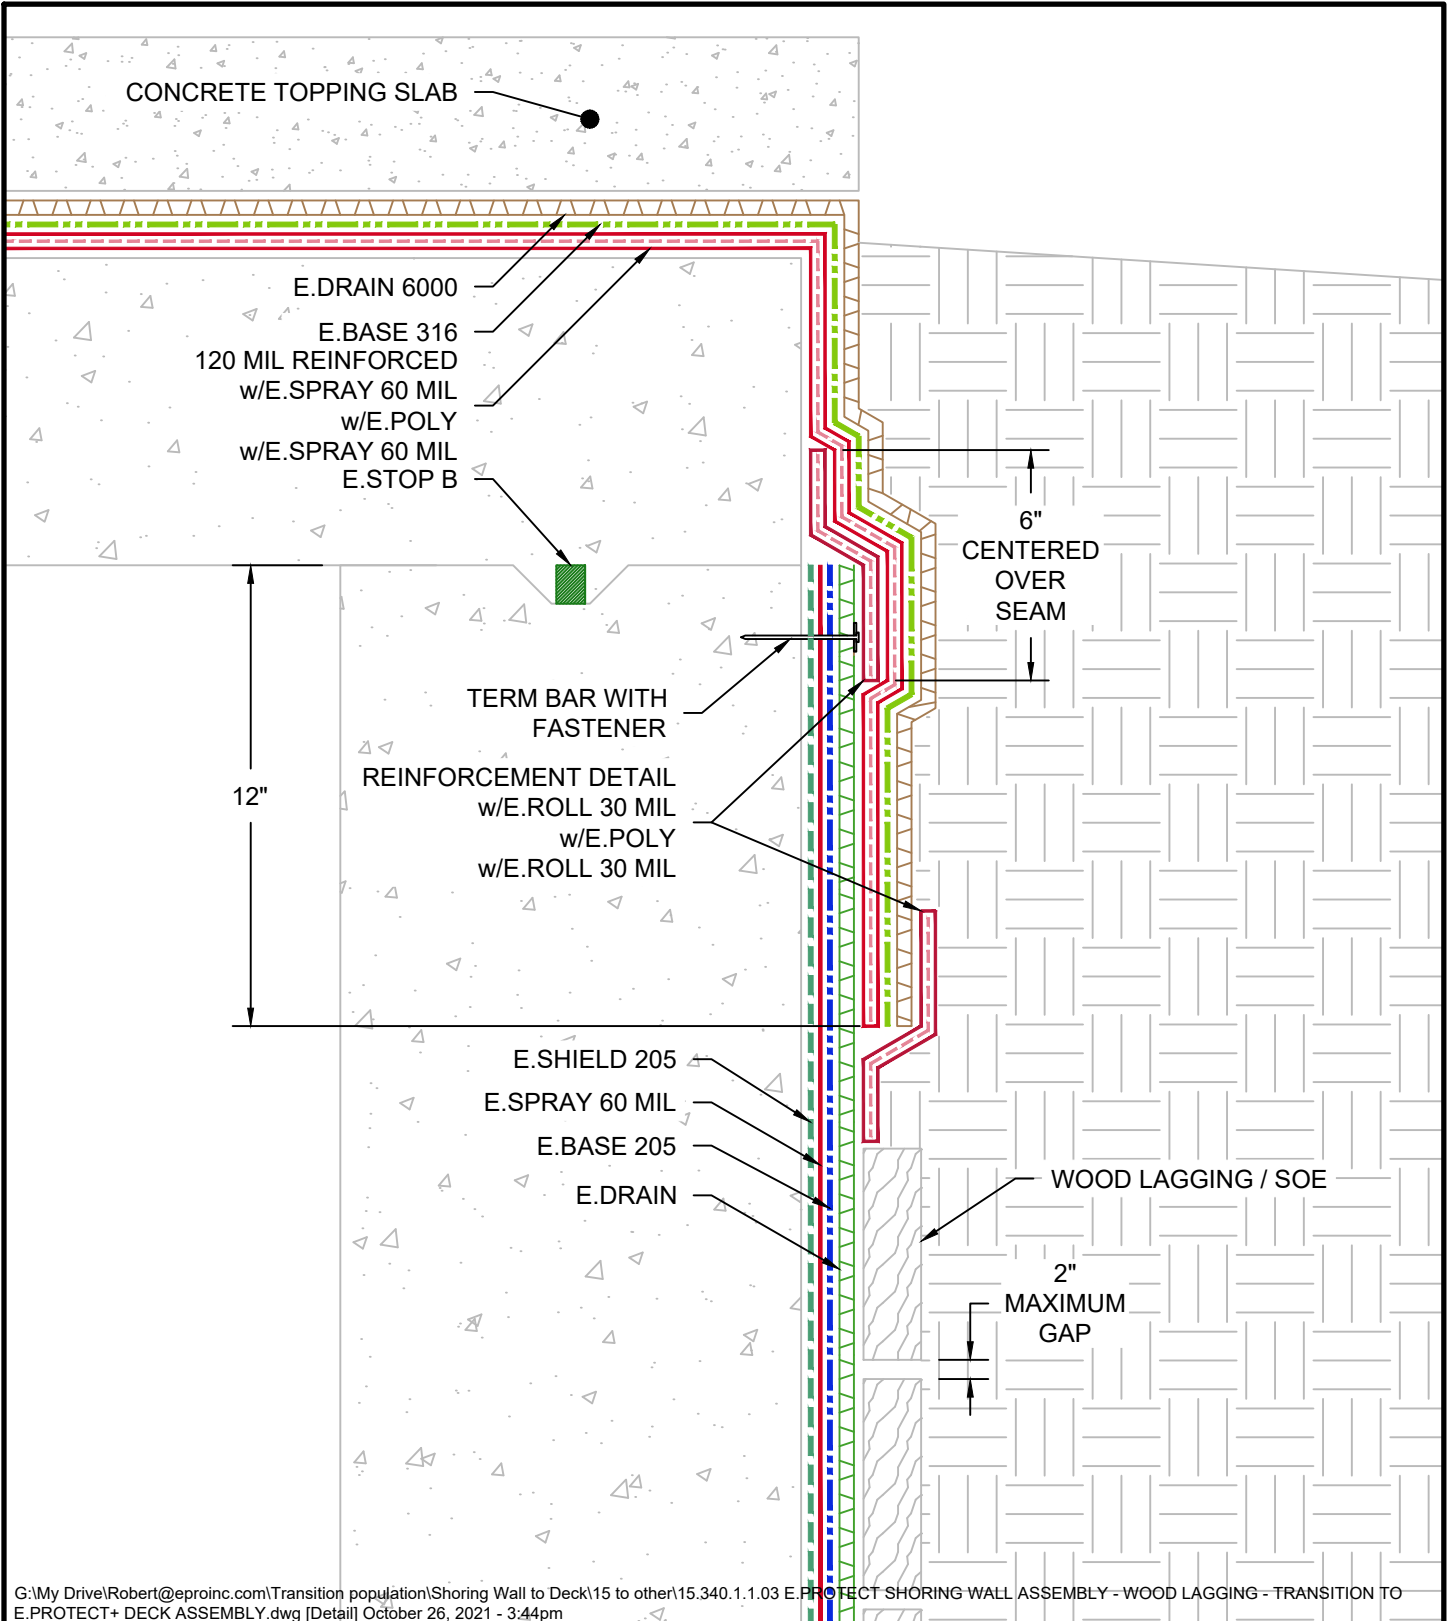 CONCRETE TOPPING SLAB
E.DRAIN 6000
E.BASE 316
120 MIL REINFORCED
w/E.SPRAY 60 MIL
w/E.POLY
w/E.SPRAY 60 MIL
E.STOP B
6"
CENTERED
OVER
SEAM
TERM BAR WITH
FASTENER
12"
REINFORCEMENT DETAIL
w/E.ROLL 30 MIL
w/E.POLY
w/E.ROLL 30 MIL
E.SHIELD 205
E.SPRAY 60 MIL
E.BASE 205
E.DRAIN
WOOD LAGGING / SOE
2"
MAXIMUM
GAP
G:\My Drive\Robert@eproinc.com\Transition population\Shoring Wall to Deck\15 to other\15.340.1.1.03 E.PROTECT SHORING WALL ASSEMBLY - WOOD LAGGING - TRANSITION TO
E.PROTECT+ DECK ASSEMBLY.dwg [Detail] October 26, 2021 - 3:44pm